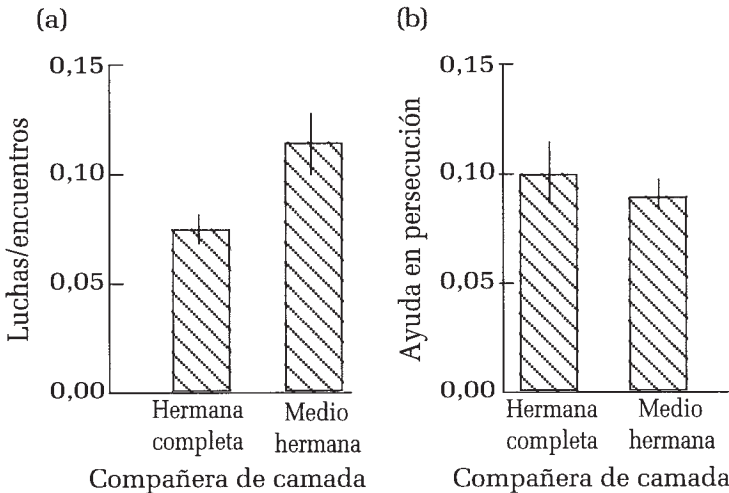 (a)
Luchas/encuentros
0,15
0,10
0,05
0,00
Hermana
completa
Medio
hermana
Compañera de camada
(b)
Ayuda en persecución
0,15
0,10
0,05
0,00
Hermana
completa
Medio
hermana
Compañera de camada